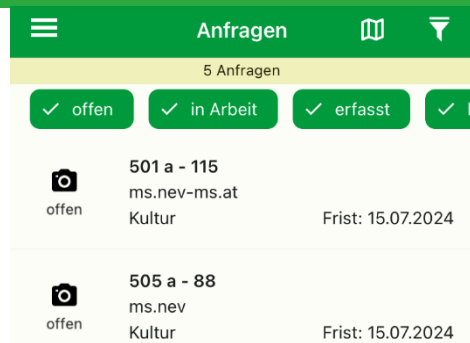 Anfragen
5 Anfragen
offen in Arbeit erfasst
501 a - 115
ms.nev-ms.at
offen
Kultur Frist: 15.07.2024
505 a - 88
ms.nev
offen
Kultur Frist: 15.07.2024